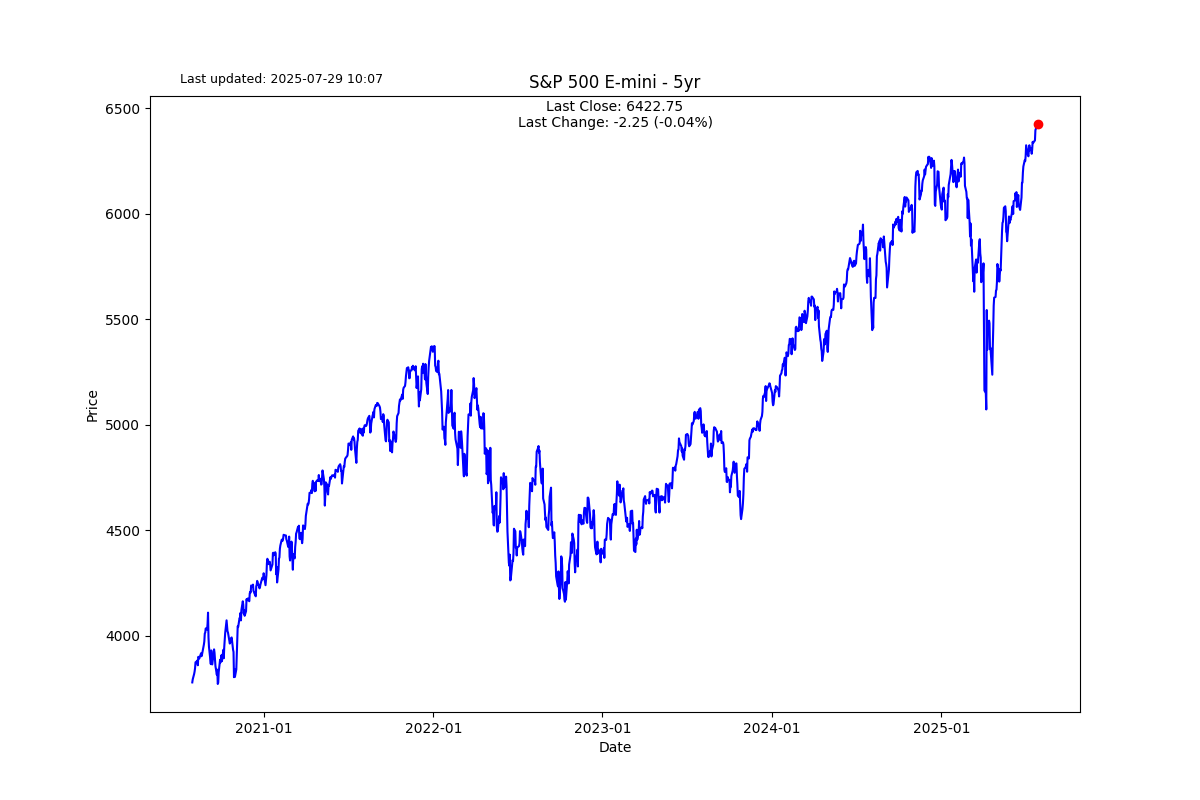 Last updated: 2025-07-29 10:07
S&P 500 E-mini - 5yr
Last Close: 6422.75
Last Change: -2.25 (-0.04%)
6500
6000
5500
5000
4500
4000
Price
2021-01
2022-01
2023-01
2024-01
2025-01
Date